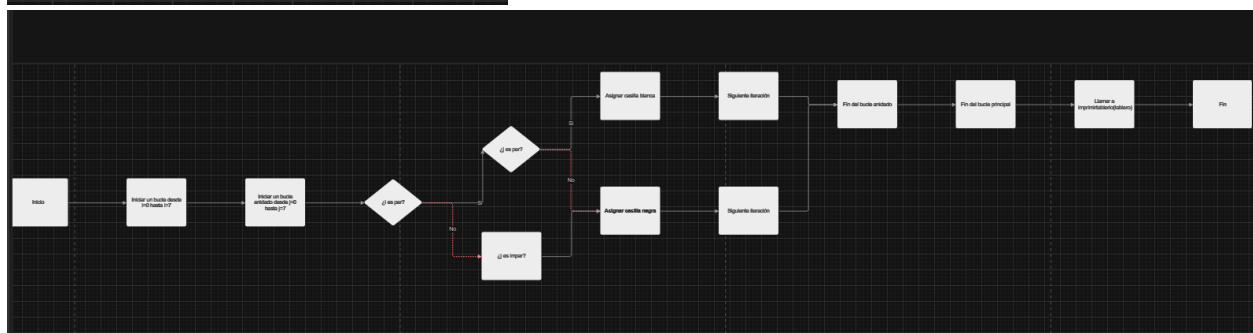 Inicio
Iniciar un bucle desde
i=0 hasta i=7
Iniciar un bucle
anidado desde j=0
hasta j=7
¿i es par?
Si
No
¿j es par?
¿j es impar?
Si
No
Asignar casilla blanca
Asignar casilla negra
Siguiente iteración
Siguiente iteración
Fin del bucle anidado
Fin del bucle principal
Llamar a
imprimirtablero(tablero)
Fin